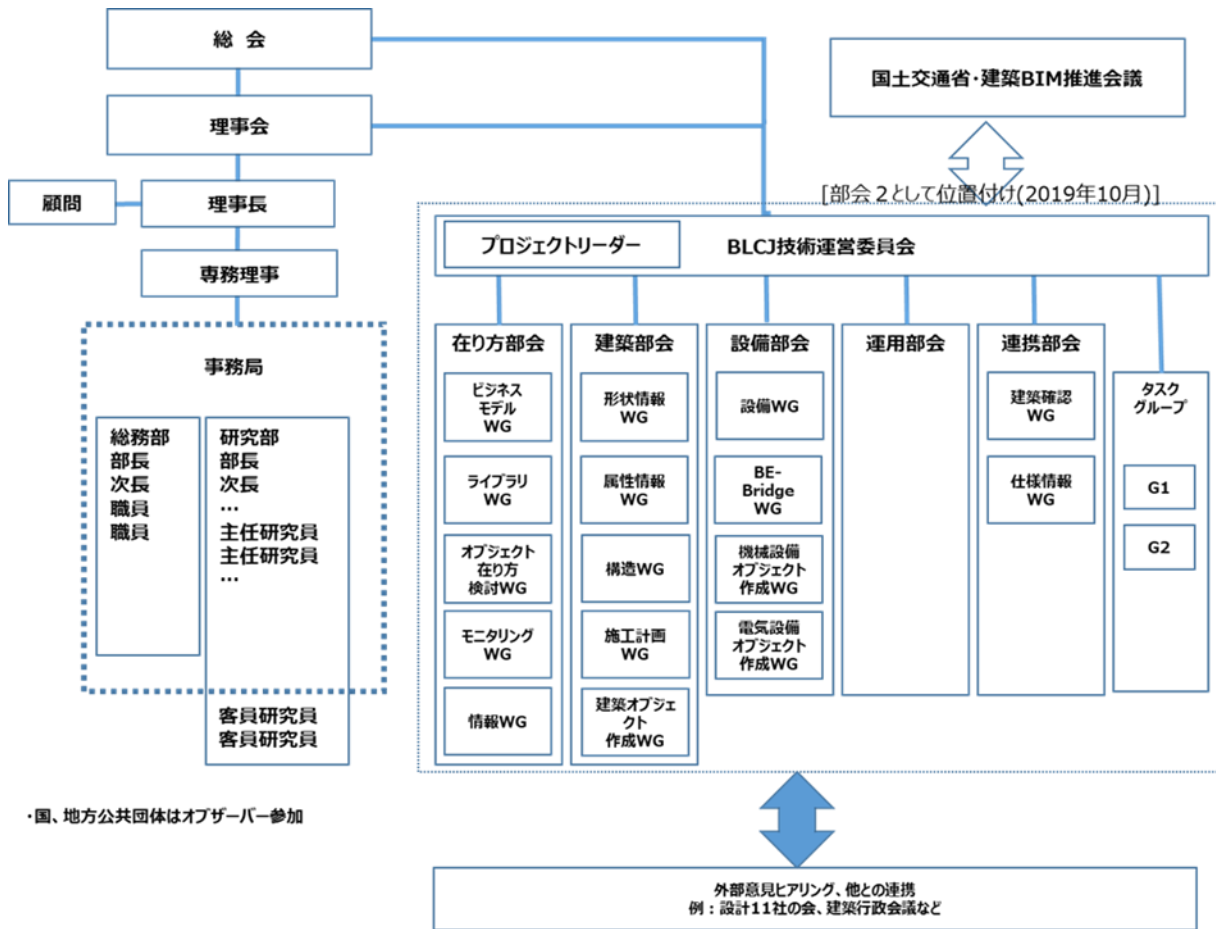 総 会
理事会
顧問
理事長
専務理事
事務局
総務部
部長
次長
職員
職員
研究部
部長
次長
…
主任研究員
主任研究員
…
客員研究員
客員研究員
・国、地方公共団体はオブザーバー参加
国土交通省・建築BIM推進会議
[部会２として位置付け(2019年10月)]
プロジェクトリーダー
BLCJ技術運営委員会
在り方部会
ビジネス
モデル
WG
ライブラリ
WG
オブジェクト
在り方
検討WG
モニタリング
WG
情報WG
建築部会
形状情報
WG
属性情報
WG
構造WG
施工計画
WG
建築オブジェ
クト
作成WG
設備部会
設備WG
BE-
Bridge
WG
機械設備
オブジェクト
作成WG
電気設備
オブジェクト
作成WG
運用部会
連携部会
建築確認
WG
仕様情報
WG
タスク
グループ
G1
G2
外部意見ヒアリング、他との連携
例：設計11社の会、建築行政会議など